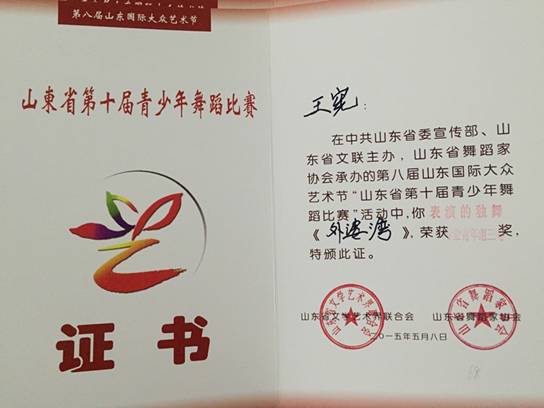 第八届山东国际大众艺术节
山東省第十届青少年舞蹈比赛
证书
王宪：
在中共山东省委宣传部、山
东省文联主办，山东省舞蹈家
协会承办的第八届山东国际大众
艺术节“山东省第十届青少年舞
蹈比赛”活动中，你表演的独舞
《外婆湾》，荣获 奖，
特颁此证。
山东省文学艺术界联合会 山东省舞蹈家协会
二〇一五年五月八日